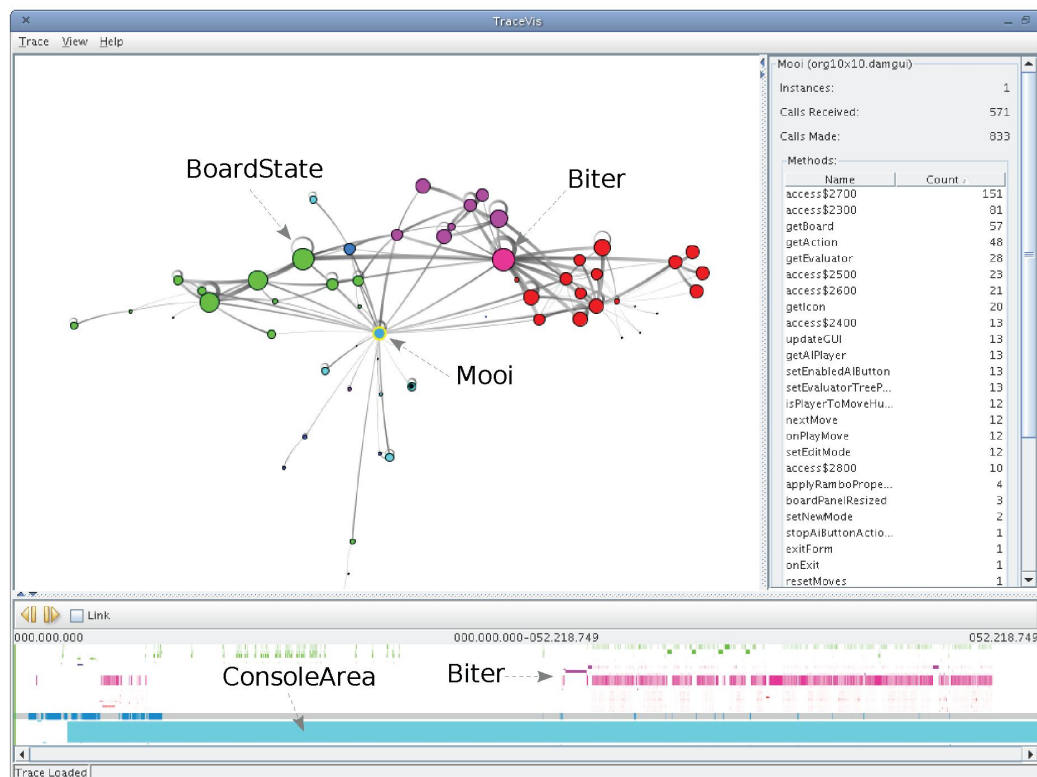 TraceVis
Trace View Help
BoardState
Biter
Mooi
Mooi (org10x10.damgui)
Instances: 1
Calls Received: 571
Calls Made: 833
Methods:
Name Count
access$2700 151
access$2300 81
getBoard 57
getAction 48
getEvaluator 28
access$2500 23
access$2600 21
getIcon 20
access$2400 13
updateGUI 13
getAIPlayer 13
setEnabledAIButton 13
setEvaluatorTreeP... 13
isPlayerToMoveHu... 12
nextMove 12
onPlayMove 12
setEditMode 12
access$2800 10
applyRamboPrope... 4
boardPanelResized 3
setNewMode 2
stopAiButtonActio... 1
exitForm 1
onExit 1
resetMoves 1
Link
000.000.000 000.000.000-052.218.749 052.218.749
ConsoleArea
Biter
Trace Loaded